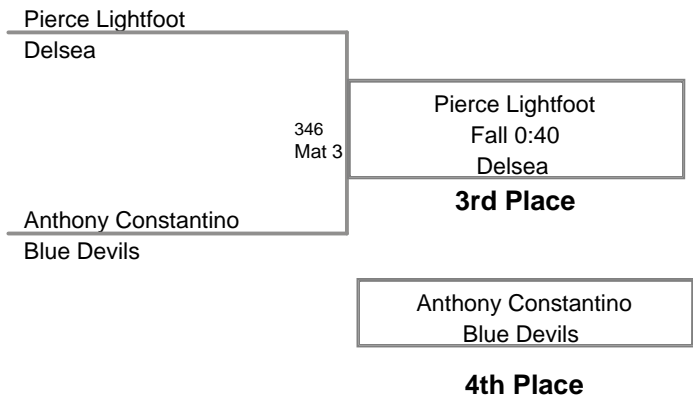 Pierce Lightfoot
Delsea
346
Mat 3
Pierce Lightfoot
Fall 0:40
Delsea
3rd Place
Anthony Constantino
Blue Devils
Anthony Constantino
Blue Devils
4th Place